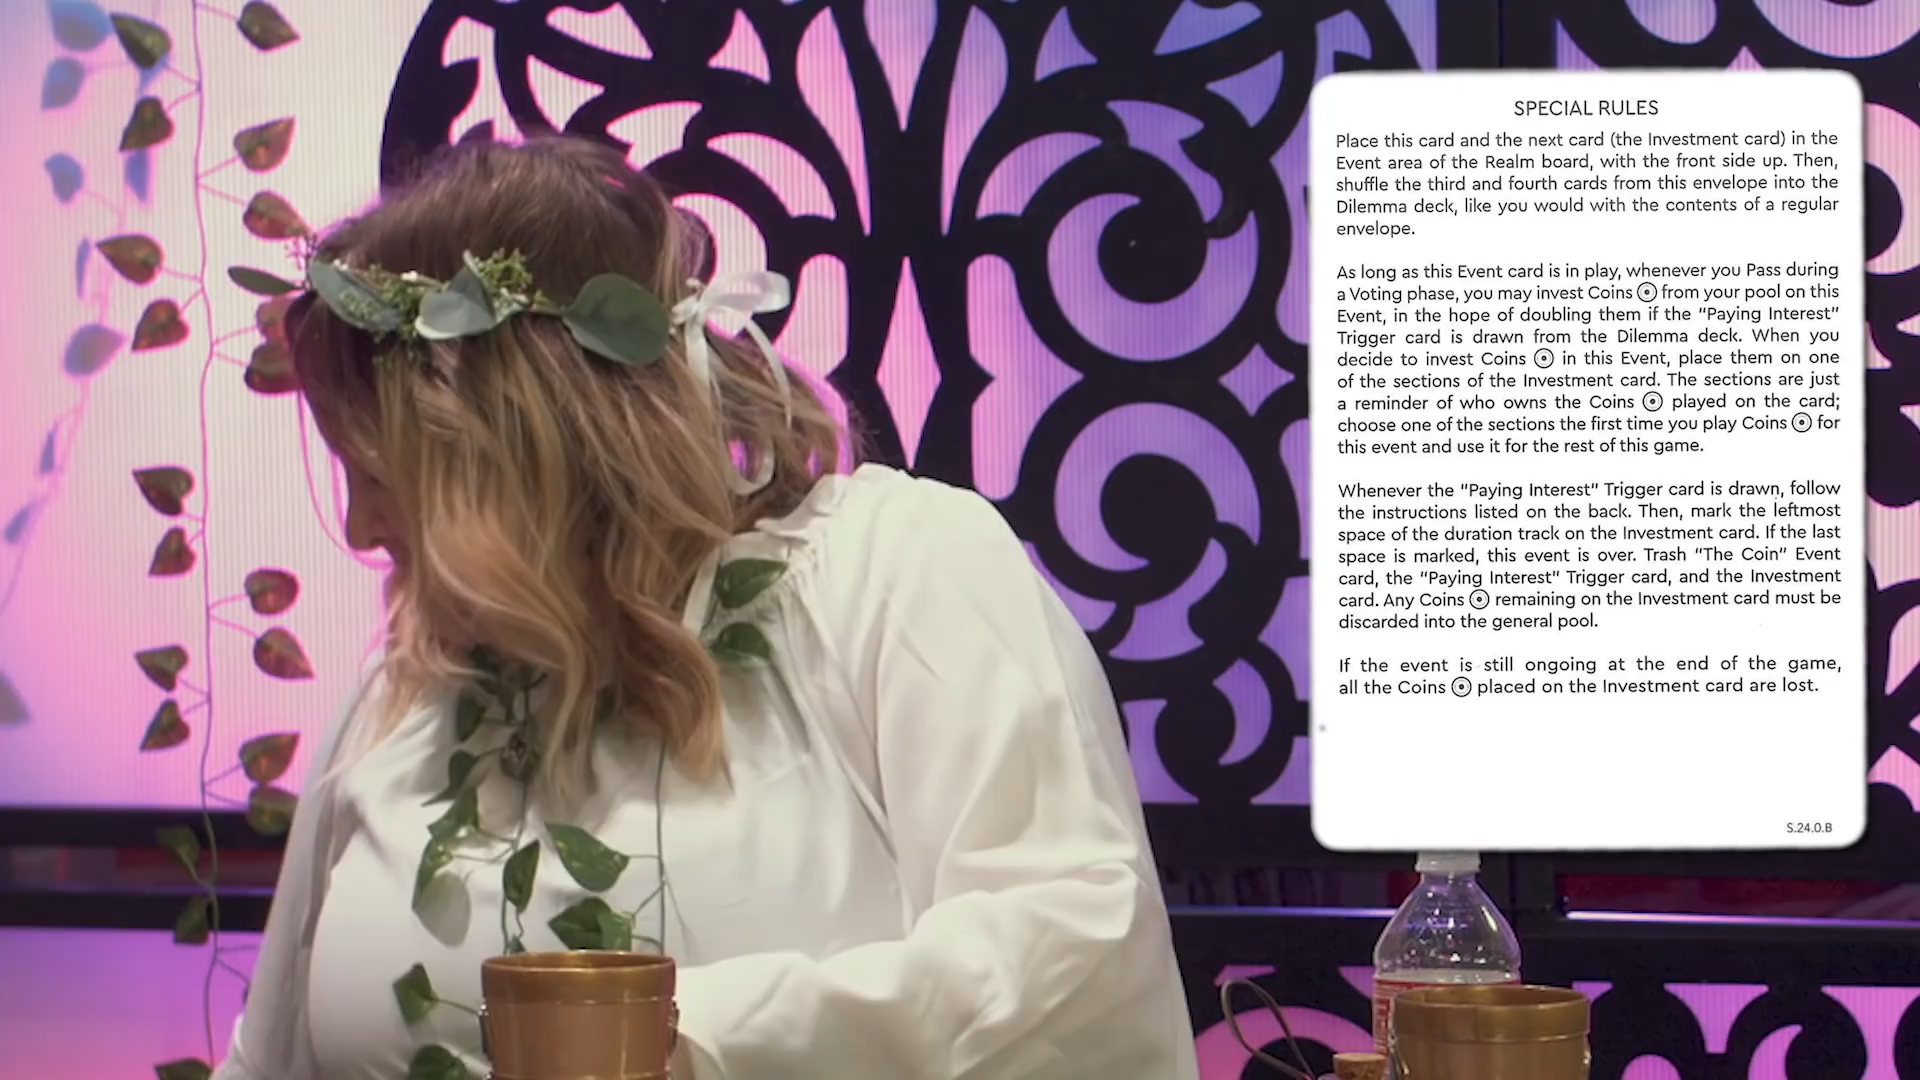 SPECIAL RULES
Place this card and the next card (the Investment card) in the
Event area of the Realm board, with the front side up. Then,
shuffle the third and fourth cards from this envelope into the
Dilemma deck, like you would with the contents of a regular
envelope.
As long as this Event card is in play, whenever you Pass during
a Voting phase, you may invest Coins from your pool on this
Event, in the hope of doubling them if the “Paying Interest”
Trigger card is drawn from the Dilemma deck. When you
decide to invest Coins in this Event, place them on one
of the sections of the Investment card. The sections are just
a reminder of who owns the Coins played on the card;
choose one of the sections the first time you play Coins for
this event and use it for the rest of this game.
Whenever the “Paying Interest” Trigger card is drawn, follow
the instructions listed on the back. Then, mark the leftmost
space of the duration track on the Investment card. If the last
space is marked, this event is over. Trash “The Coin” Event
card, the “Paying Interest” Trigger card, and the Investment
card. Any Coins remaining on the Investment card must be
discarded into the general pool.
If the event is still ongoing at the end of the game,
all the Coins placed on the Investment card are lost.
S.24.0.B